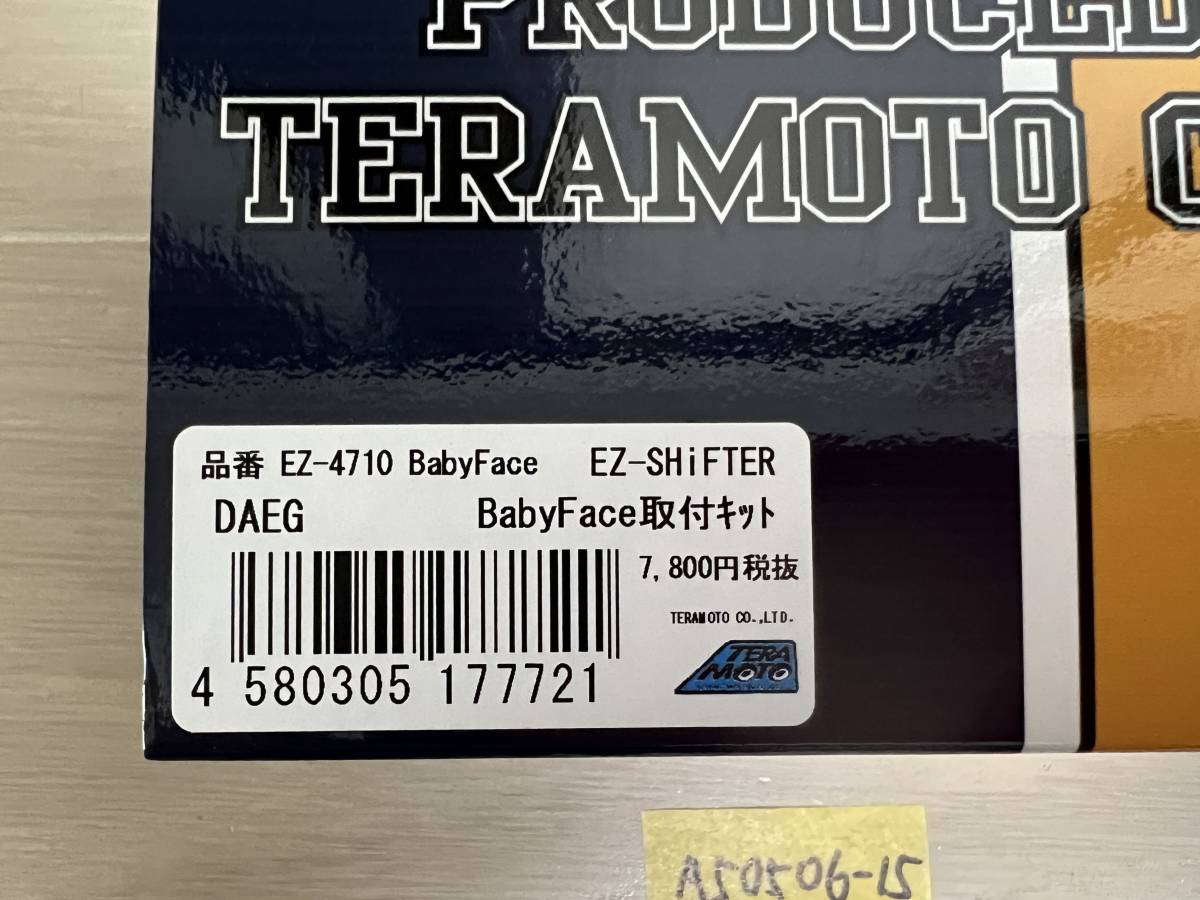 PRODUCED
TERAMOTO C
品番 EZ-4710 BabyFace EZ-SHiFTER
DAEG BabyFace取付ｷｯﾄ
7,800円税抜
TERAMOTO CO.,LTD.
TERA
MOTO
4 580305 177721
A50506-15